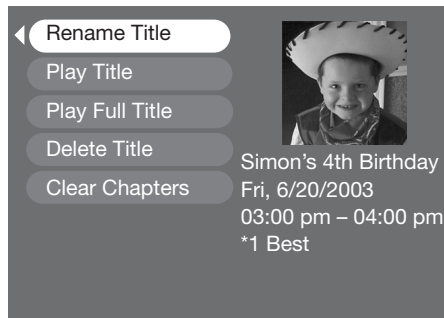 Rename Title
Play Title
Play Full Title
Delete Title
Clear Chapters
Simon's 4th Birthday
Fri, 6/20/2003
03:00 pm – 04:00 pm
*1 Best